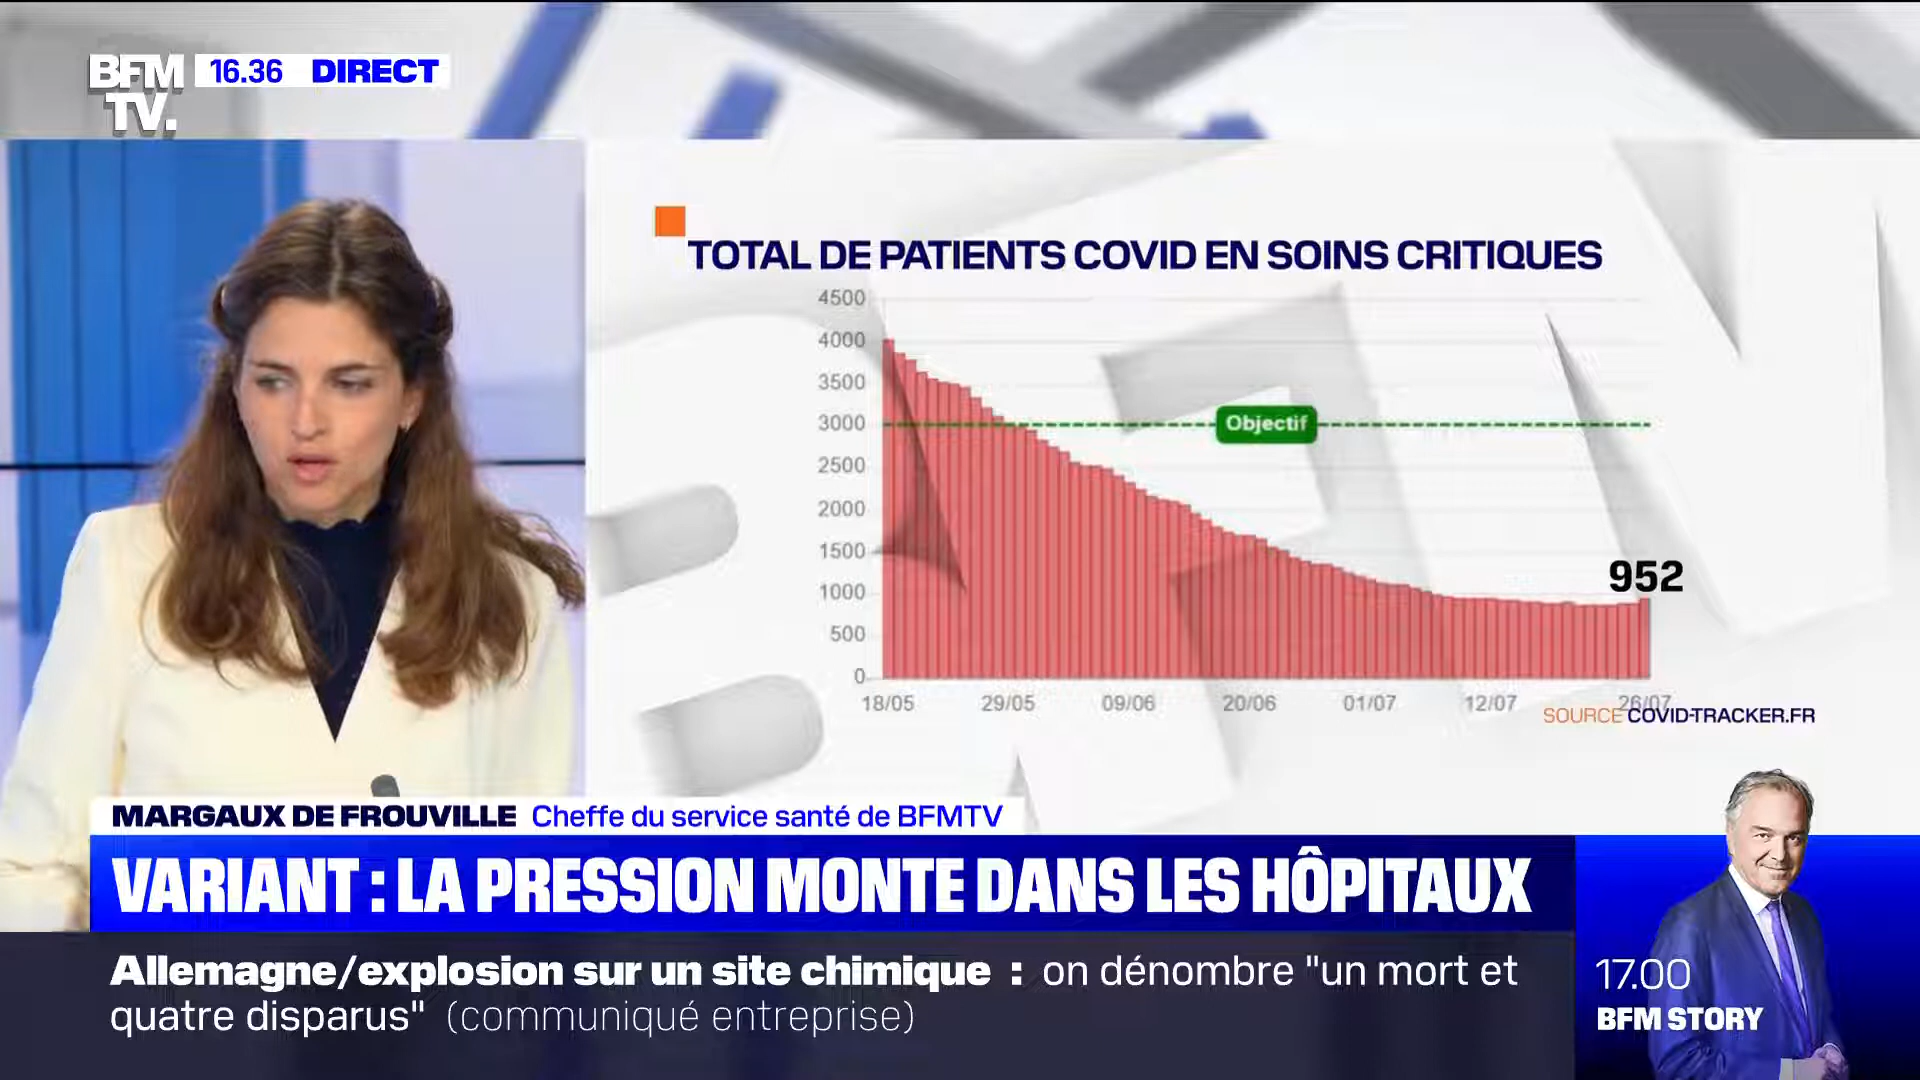 BFM
TV.
16.36 DIRECT
TOTAL DE PATIENTS COVID EN SOINS CRITIQUES
4500
4000
3500
3000
2500
2000
1500
1000
500
0
Objectif
952
18/05 29/05 09/06 20/06 01/07 12/07 26/07
SOURCE COVID-TRACKER.FR
MARGAUX DE FROUVILLE Cheffe du service santé de BFMTV
VARIANT : LA PRESSION MONTE DANS LES HÔPITAUX
Allemagne/explosion sur un site chimique : on dénombre "un mort et
quatre disparus" (communiqué entreprise)
17.00
BFM STORY